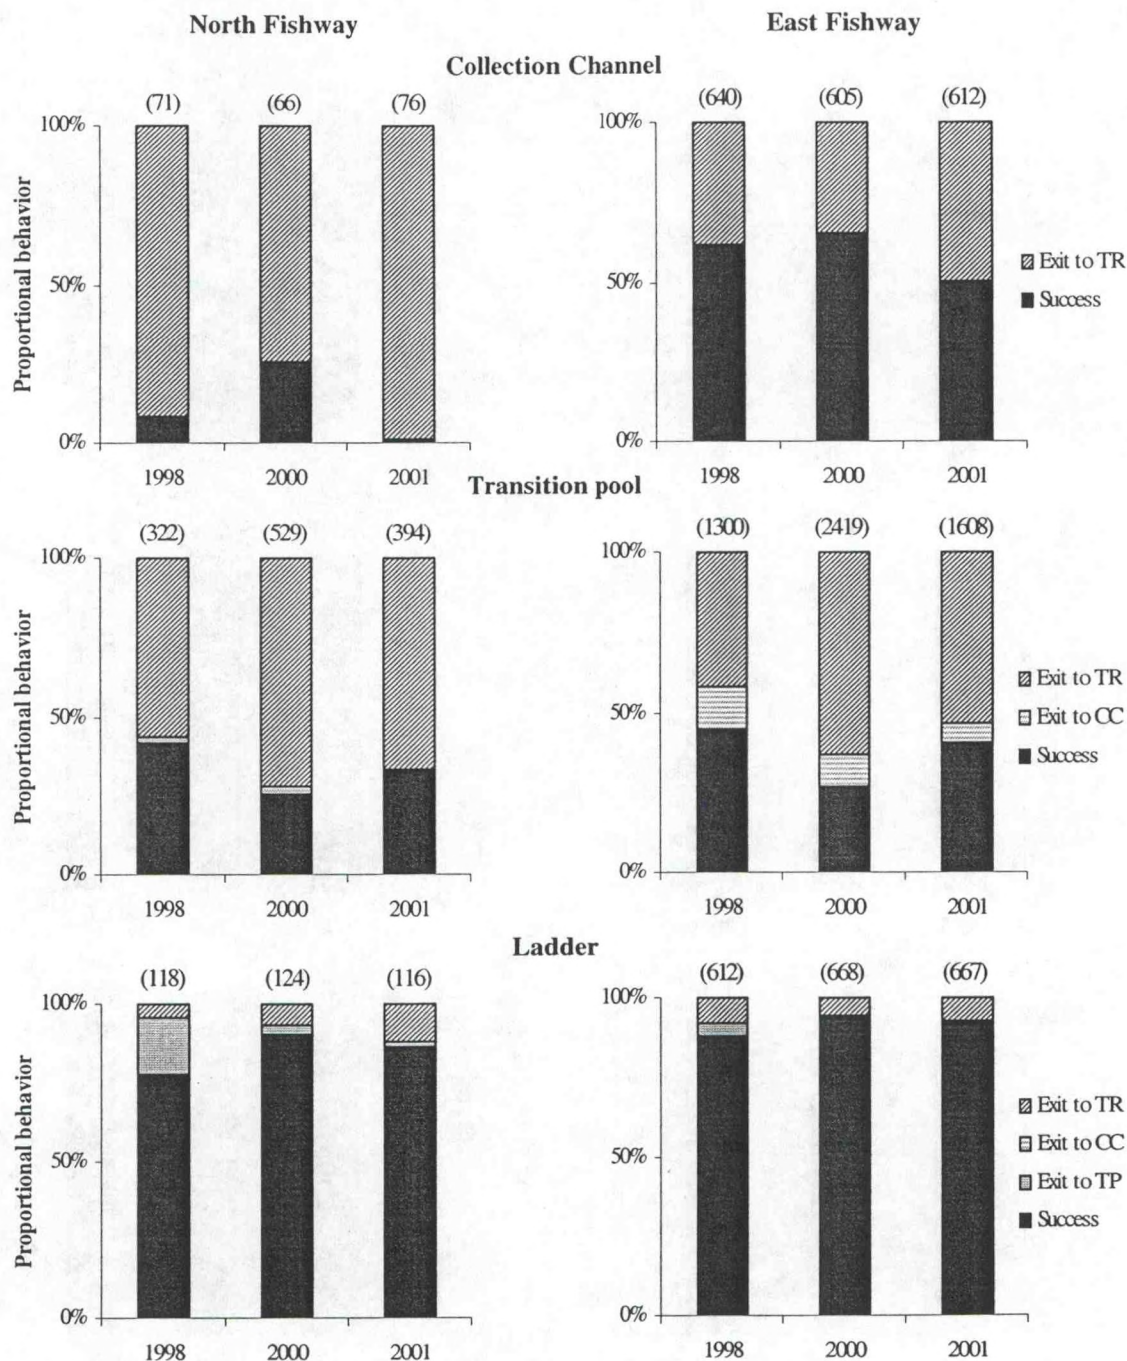 North Fishway
East Fishway
Collection Channel
(71) (66) (76)
100%
50%
0%
Proportional behavior
1998 2000 2001
(640) (605) (612)
100%
50%
0%
1998 2000 2001
Exit to TR
Success
Transition pool
(322) (529) (394)
100%
50%
0%
Proportional behavior
1998 2000 2001
(1300) (2419) (1608)
100%
50%
0%
1998 2000 2001
Exit to TR
Exit to CC
Success
Ladder
(118) (124) (116)
100%
50%
0%
Proportional behavior
1998 2000 2001
(612) (668) (667)
100%
50%
0%
1998 2000 2001
Exit to TR
Exit to CC
Exit to TP
Success